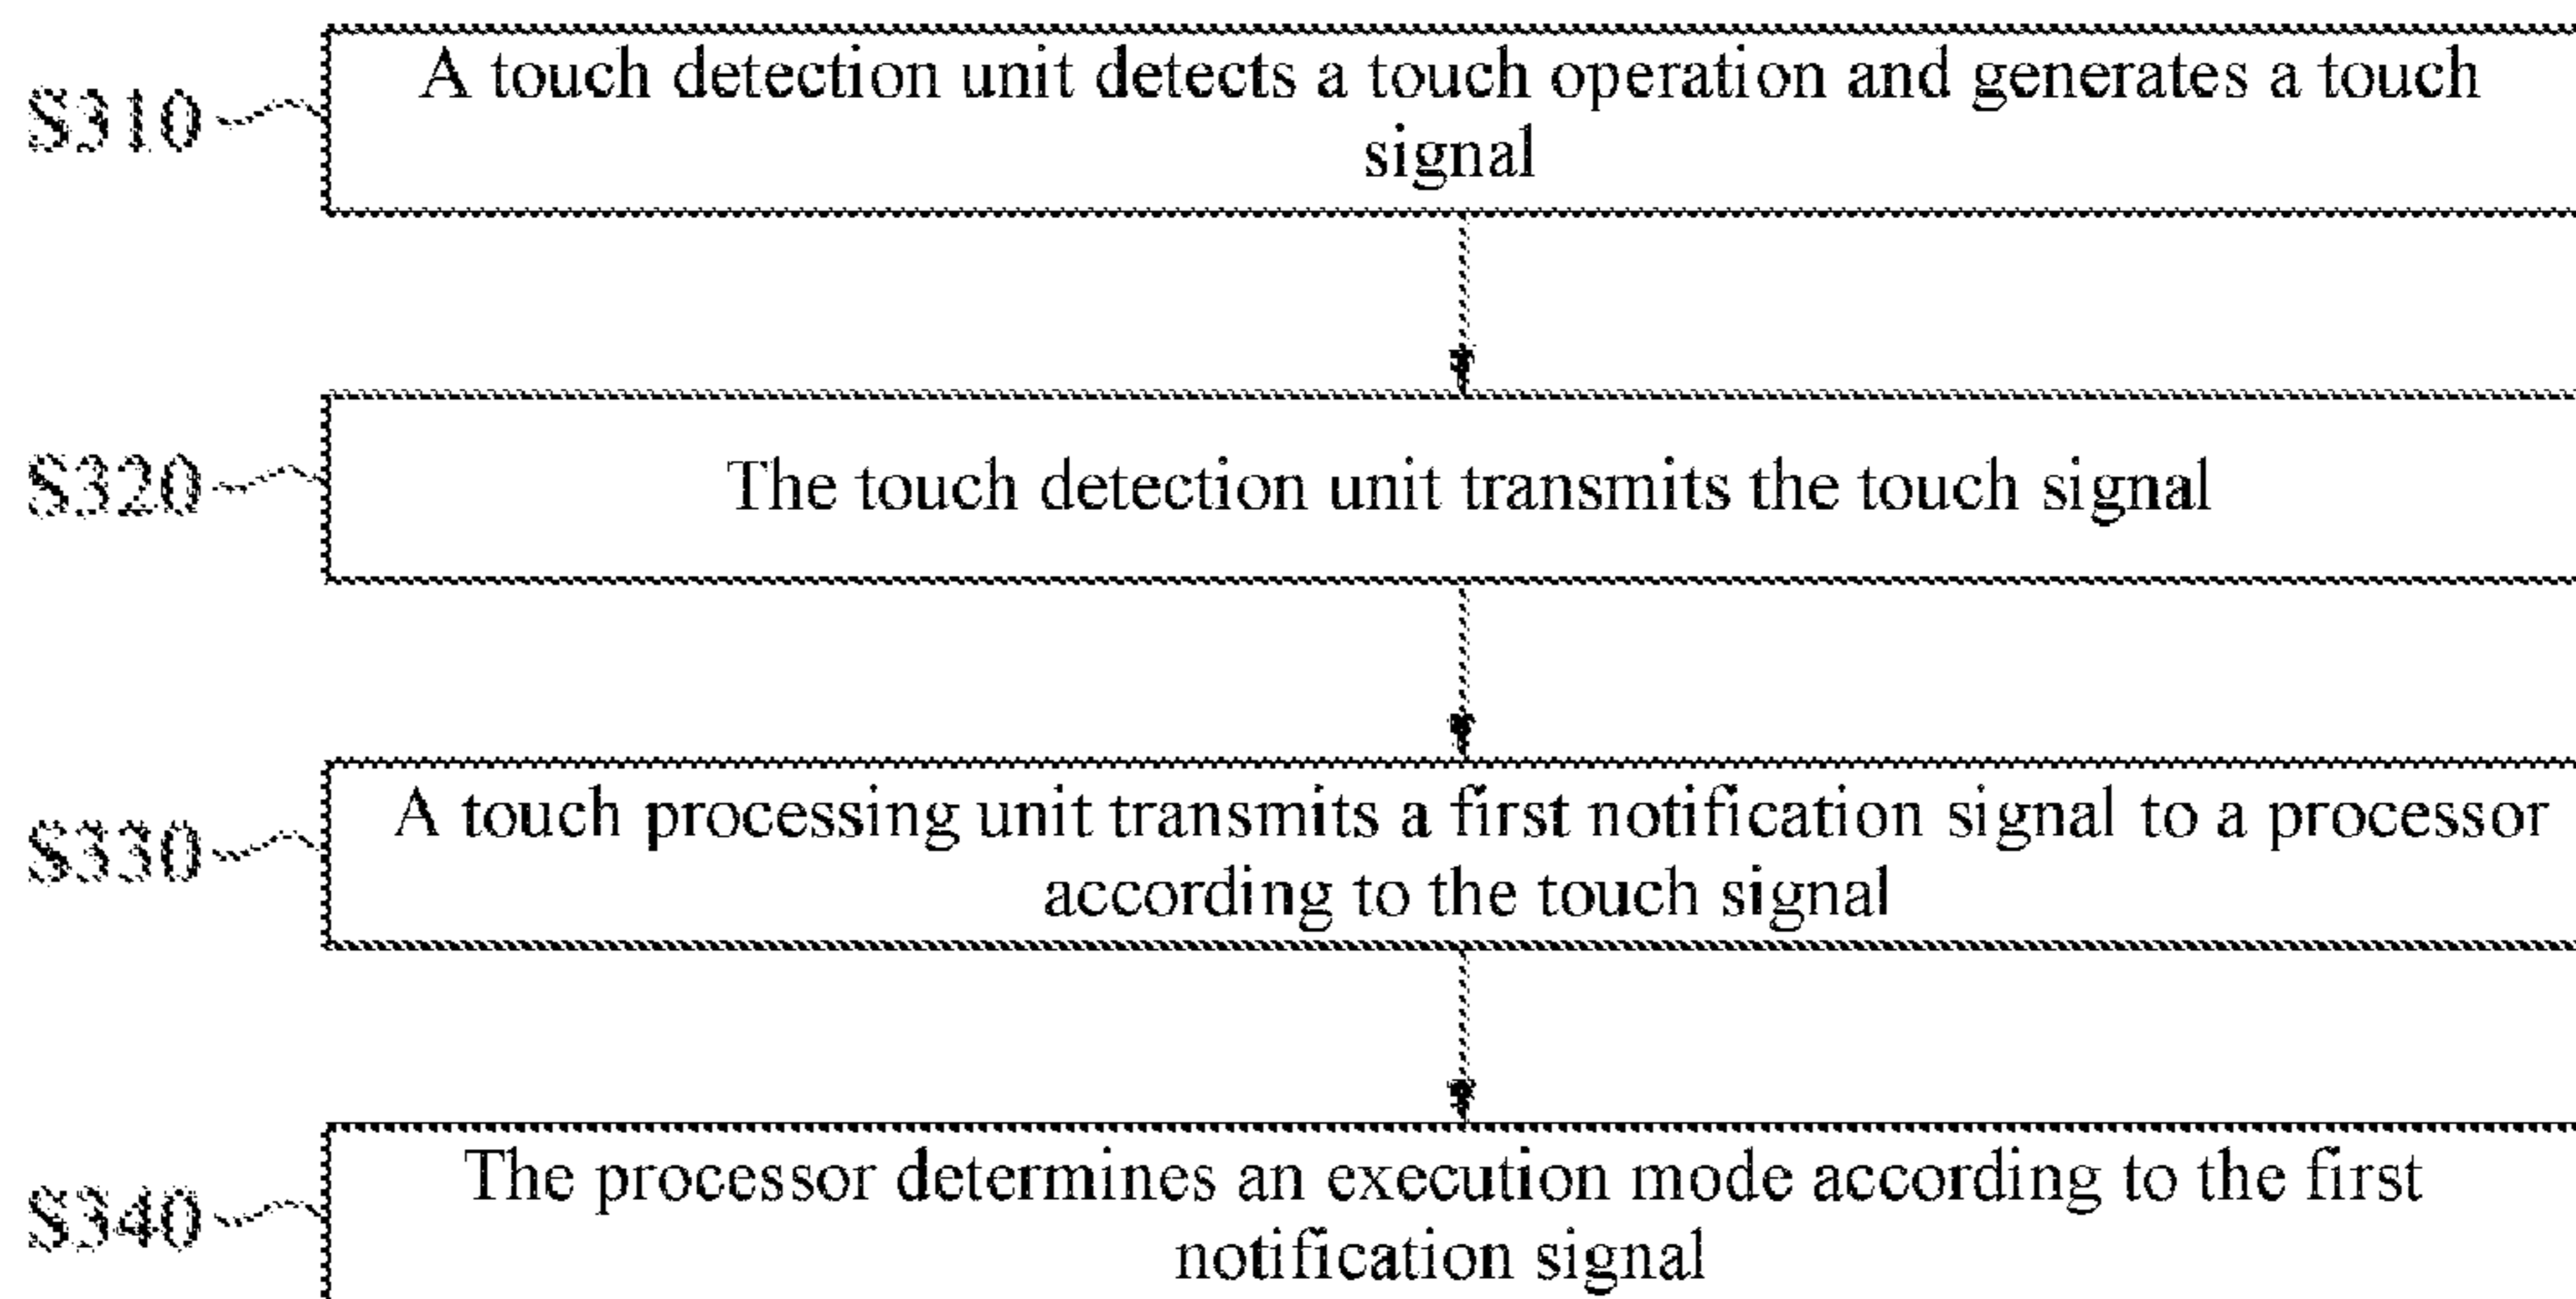 S310
A touch detection unit detects a touch operation and generates a touch
signal
S320
The touch detection unit transmits the touch signal
S330
A touch processing unit transmits a first notification signal to a processor
according to the touch signal
S340
The processor determines an execution mode according to the first
notification signal